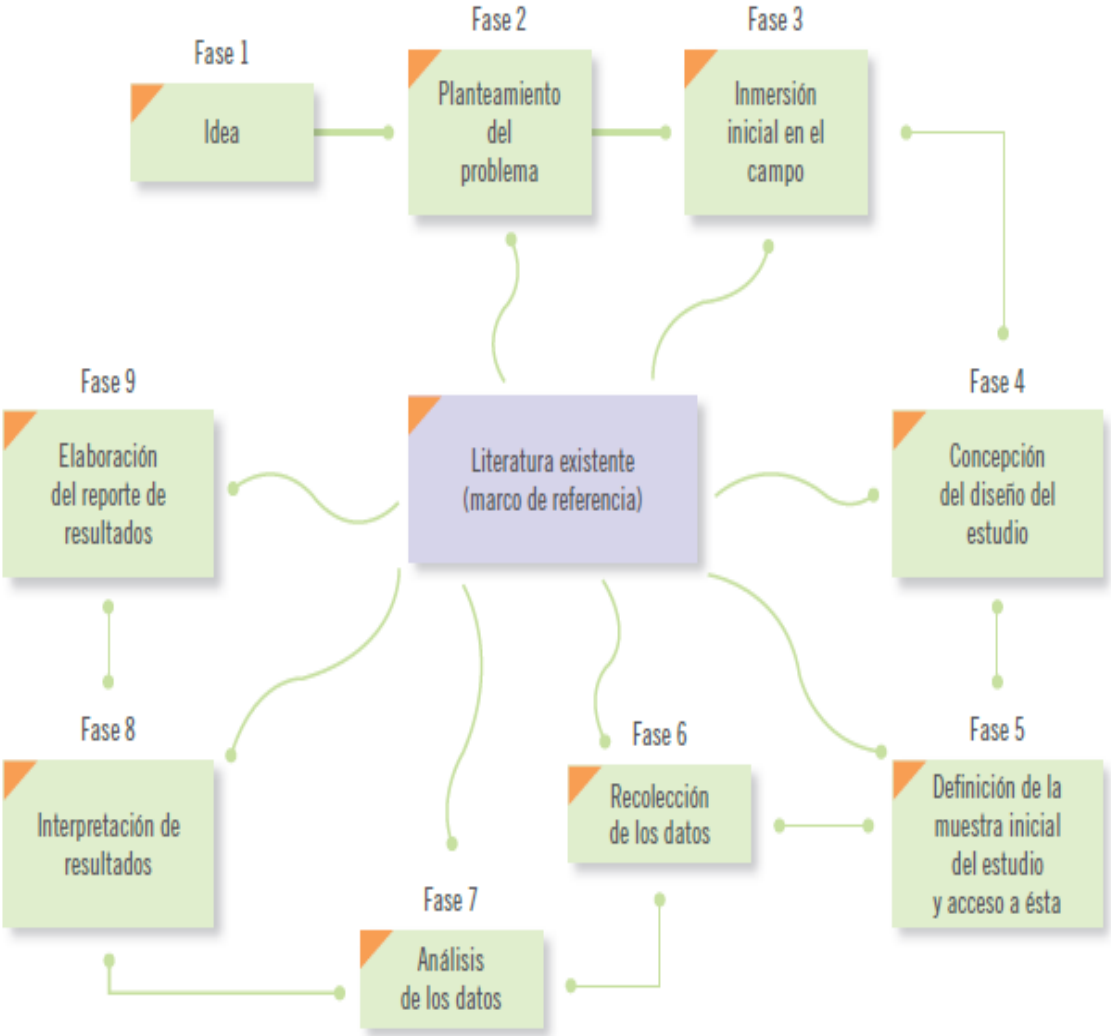 Fase 1
Idea
Fase 2
Planteamiento
del
problema
Fase 3
Inmersión
inicial en el
campo
Fase 4
Concepción
del diseño del
estudio
Fase 5
Definición de la
muestra inicial
del estudio
y acceso a ésta
Fase 6
Recolección
de los datos
Fase 7
Análisis
de los datos
Fase 8
Interpretación de
resultados
Fase 9
Elaboración
del reporte de
resultados
Literatura existente
(marco de referencia)